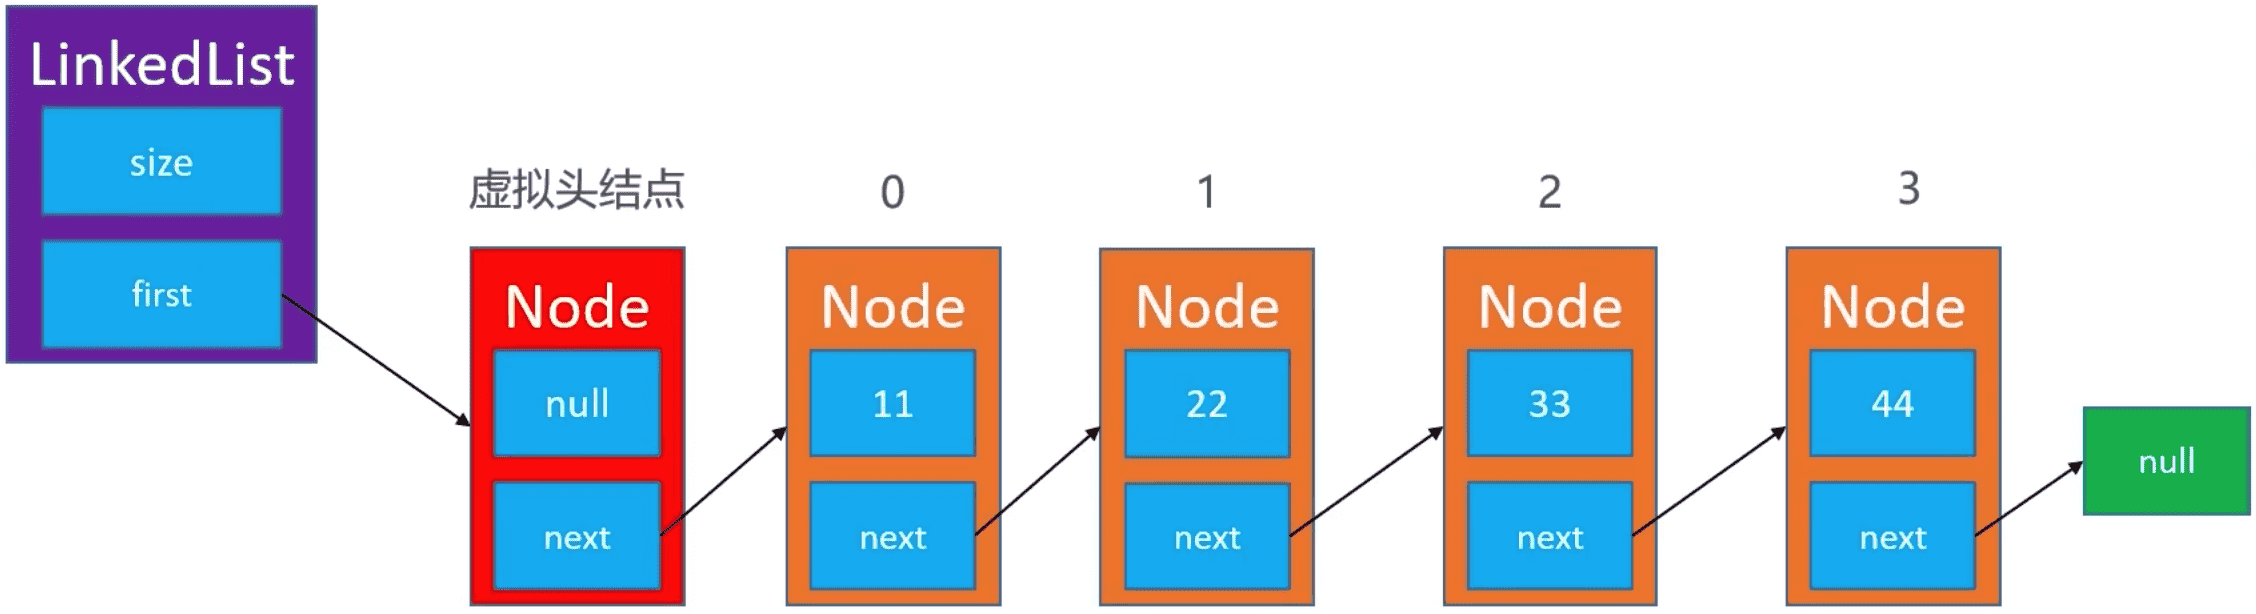 LinkedList
size
first
虚拟头结点
0
1
2
3
Node
null
next
Node
11
next
Node
22
next
Node
33
next
Node
44
next
null